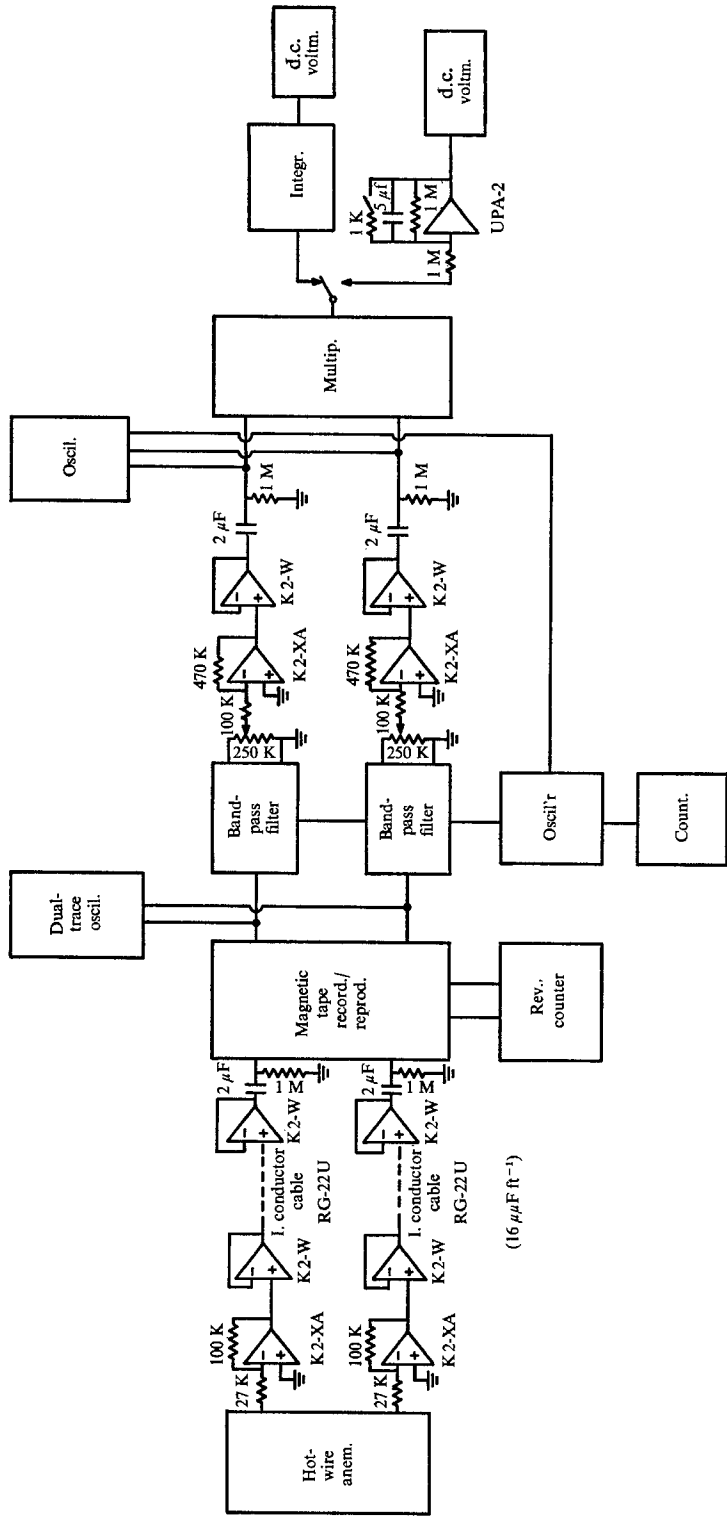 Hot-
wire
anem.
27 K
100 K
K2-XA
K2-W
I. conductor
cable
RG-22U
K2-W
2 μF
1 M
27 K
100 K
K2-XA
K2-W
I. conductor
cable
RG-22U
K2-W
2 μF
1 M
(16 μμF ft⁻¹)
Magnetic
tape
record./
reprod.
Rev..
counter
Dual-
trace
oscil.
Band-
pass
filter
Band-
pass
filter
Oscil'r
Count.
250 K
100 K
470 K
K2-XA
K2-W
2 μF
1 M
250 K
100 K
470 K
K2-XA
K2-W
2 μF
1 M
Oscil.
Multip.
Integr.
d.c.
voltm.
1 M
1 K
5 μf
1 M
UPA-2
d.c.
voltm.